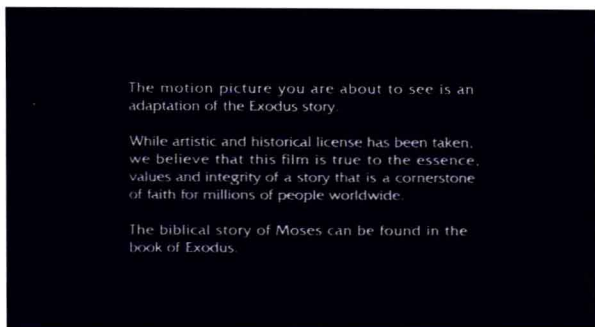 The motion picture you are about to see is an
adaptation of the Exodus story.
While artistic and historical license has been taken,
we believe that this film is true to the essence,
values and integrity of a story that is a cornerstone
of faith for millions of people worldwide.
The biblical story of Moses can be found in the
book of Exodus.